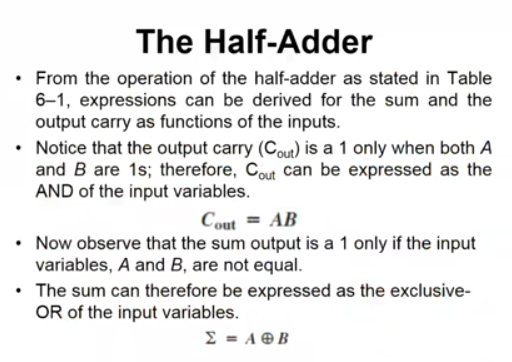 The Half-Adder
• From the operation of the half-adder as stated in Table
6–1, expressions can be derived for the sum and the
output carry as functions of the inputs.
• Notice that the output carry (Cout) is a 1 only when both A
and B are 1s; therefore, Cout can be expressed as the
AND of the input variables.
Cout = AB
• Now observe that the sum output is a 1 only if the input
variables, A and B, are not equal.
• The sum can therefore be expressed as the exclusive-
OR of the input variables.
Σ = A ⊕ B